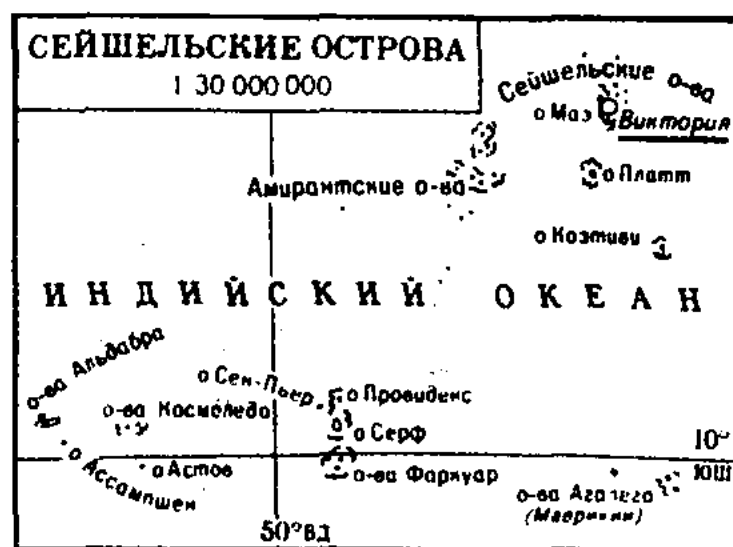 СЕЙШЕЛЬСКИЕ ОСТРОВА
1 30 000 000
Сейшельские о-ва
о Маэ
Виктория
Амирантские о-ва
о Платт
о Коэтиви
ИНДИЙСКИЙ ОКЕАН
о-ва Альдабра
о Сен-Пьер
о Провиденс
о-ва Космоледо
о Серф
10°
о Ассампшен
о Астов
о-ва Фаркуар
ЮШ
о-ва Агалега
(Маврикий)
50°ВД